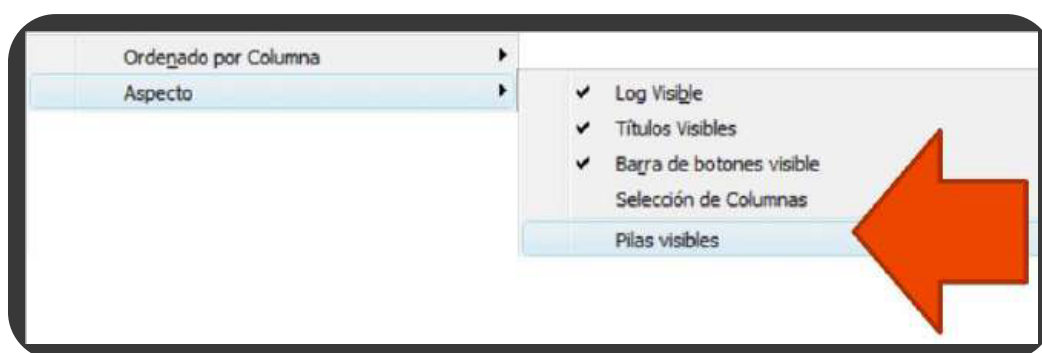 Ordenado por Columna
Aspecto
Log Visible
Títulos Visibles
Barra de botones visible
Selección de Columnas
Pilas visibles